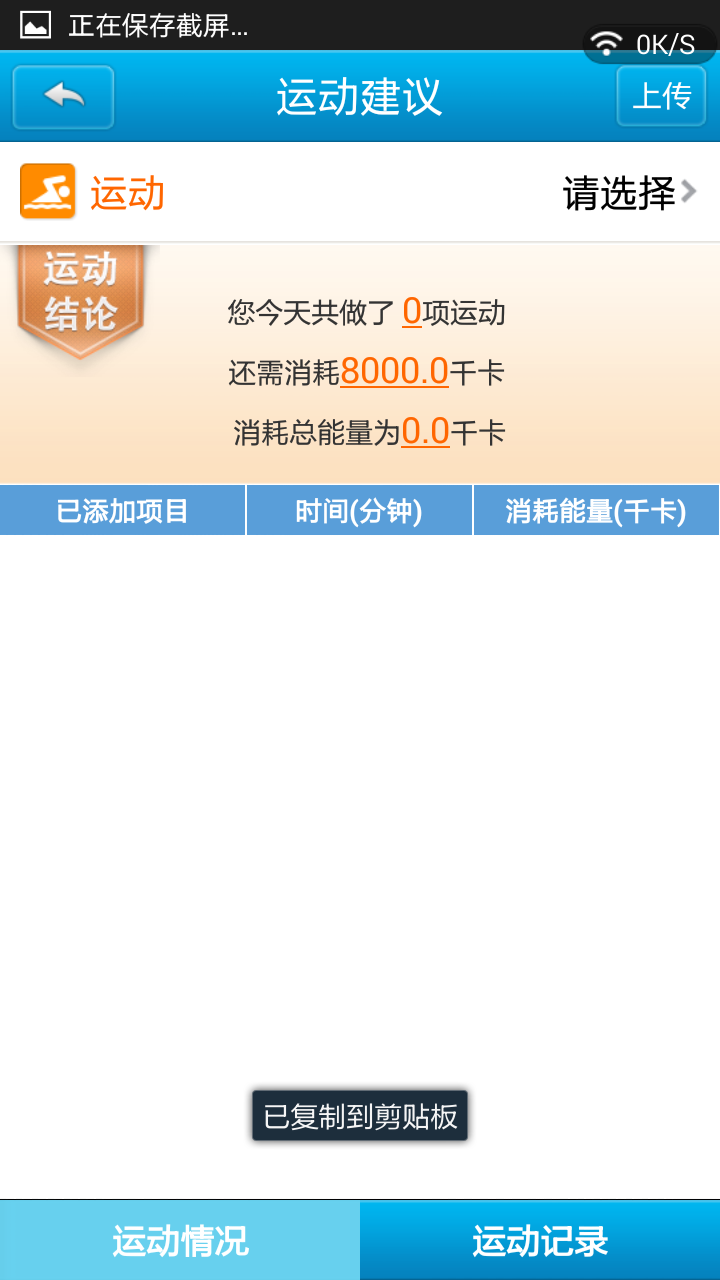 正在保存截屏...
0K/S
运动建议
上传
运动
请选择
运动
结论
您今天共做了 0项运动
还需消耗8000.0千卡
消耗总能量为0.0千卡
已添加项目
时间(分钟)
消耗能量(千卡)
已复制到剪贴板
运动情况
运动记录